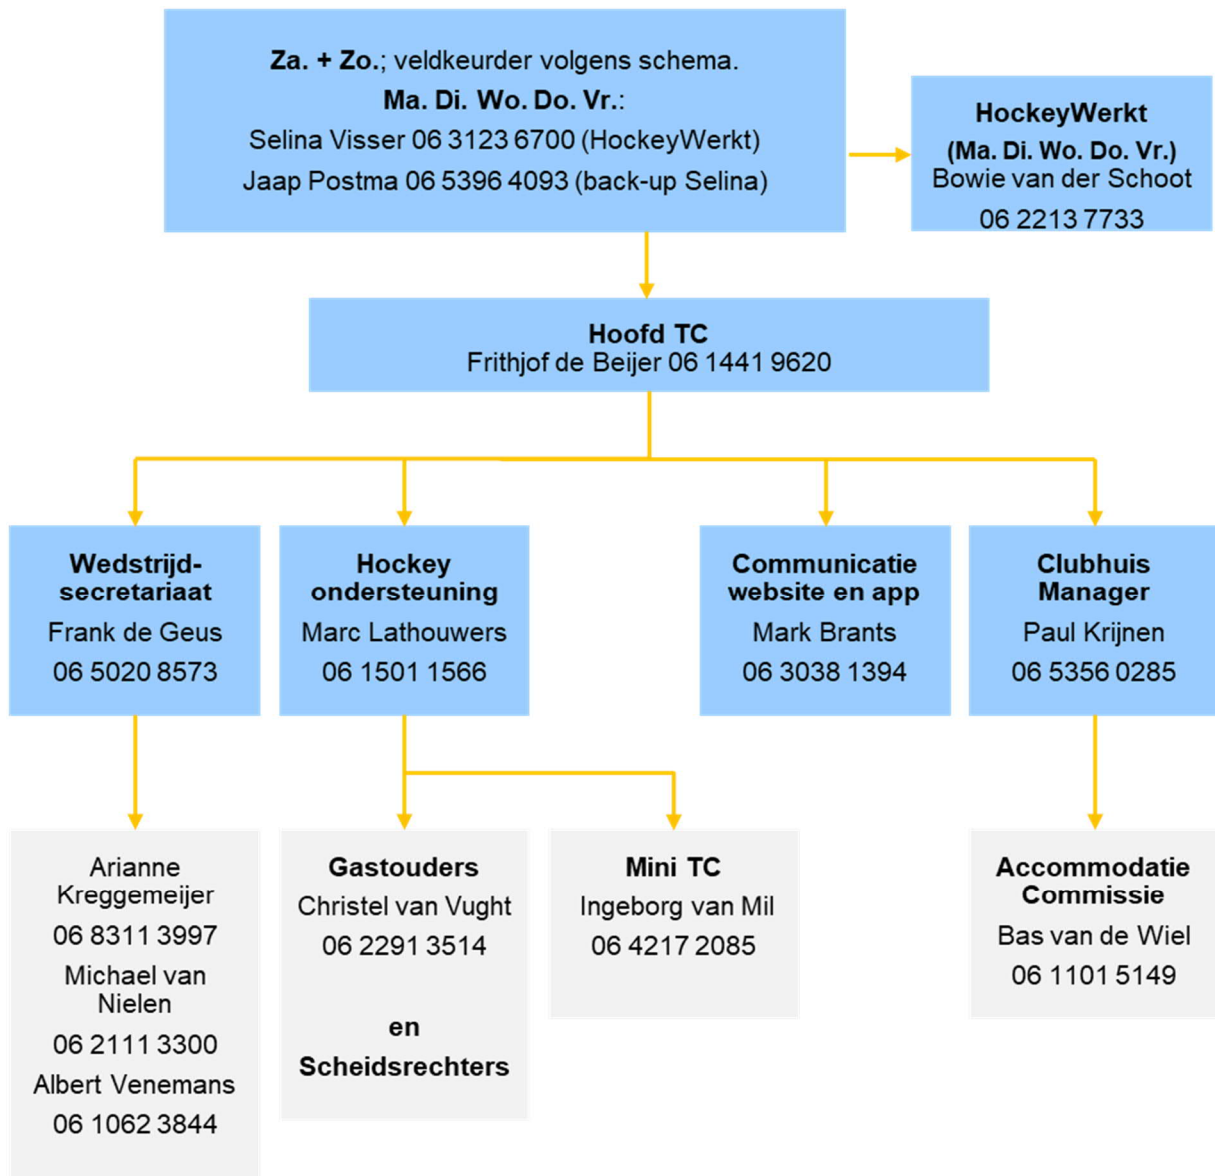 Za. + Zo.; veldkeurder volgens schema.
Ma. Di. Wo. Do. Vr.:
Selina Visser 06 3123 6700 (HockeyWerkt)
Jaap Postma 06 5396 4093 (back-up Selina)
HockeyWerkt
(Ma. Di. Wo. Do. Vr.)
Bowie van der Schoot
06 2213 7733
Hoofd TC
Frithjof de Beijer 06 1441 9620
Wedstrijd-
secretariaat
Frank de Geus
06 5020 8573
Hockey
ondersteuning
Marc Lathouwers
06 1501 1566
Communicatie
website en app
Mark Brants
06 3038 1394
Clubhuis
Manager
Paul Krijnen
06 5356 0285
Arianne
Kreggemeijer
06 8311 3997
Michael van
Nielen
06 2111 3300
Albert Venemans
06 1062 3844
Gastouders
Christel van Vught
06 2291 3514
en
Scheidsrechters
Mini TC
Ingeborg van Mil
06 4217 2085
Accommodatie
Commissie
Bas van de Wiel
06 1101 5149